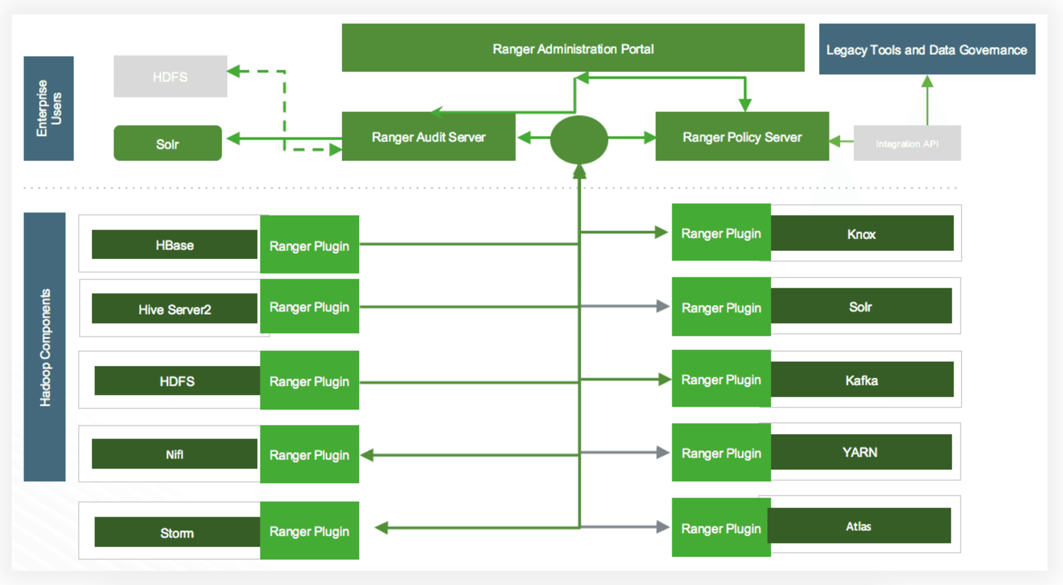 Ranger Administration Portal
Legacy Tools and Data Governance
Enterprise
Users
HDFS
Solr
Ranger Audit Server
Ranger Policy Server
Integration API
Hadoop Components
HBase
Ranger Plugin
Ranger Plugin
Knox
Hive Server2
Ranger Plugin
Ranger Plugin
Solr
HDFS
Ranger Plugin
Ranger Plugin
Kafka
Nifl
Ranger Plugin
Ranger Plugin
YARN
Storm
Ranger Plugin
Ranger Plugin
Atlas